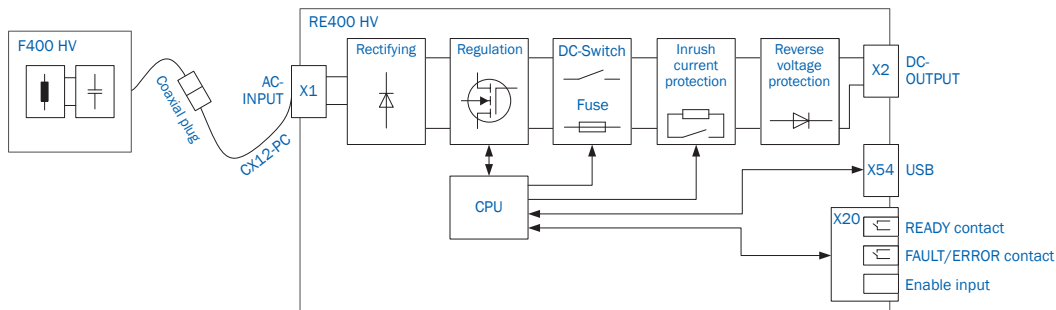 RE400 HV
F400 HV
Coaxial plug
CX12-PC
AC-
INPUT
X1
Rectifying
Regulation
DC-Switch
Fuse
Inrush
current
protection
Reverse
voltage
protection
X2
DC-
OUTPUT
CPU
X54
USB
X20
READY contact
FAULT/ERROR contact
Enable input